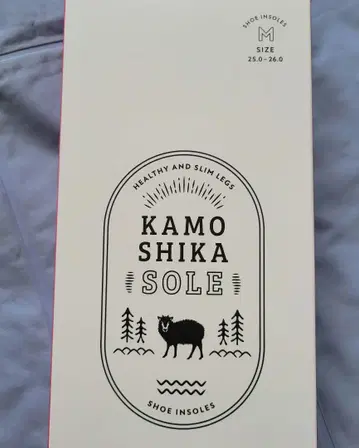 SHOE INSOLES
M
SIZE
25.0-26.0
HEALTHY AND SLIM LEGS
KAMO
SHIKA
SOLE
SHOE INSOLES